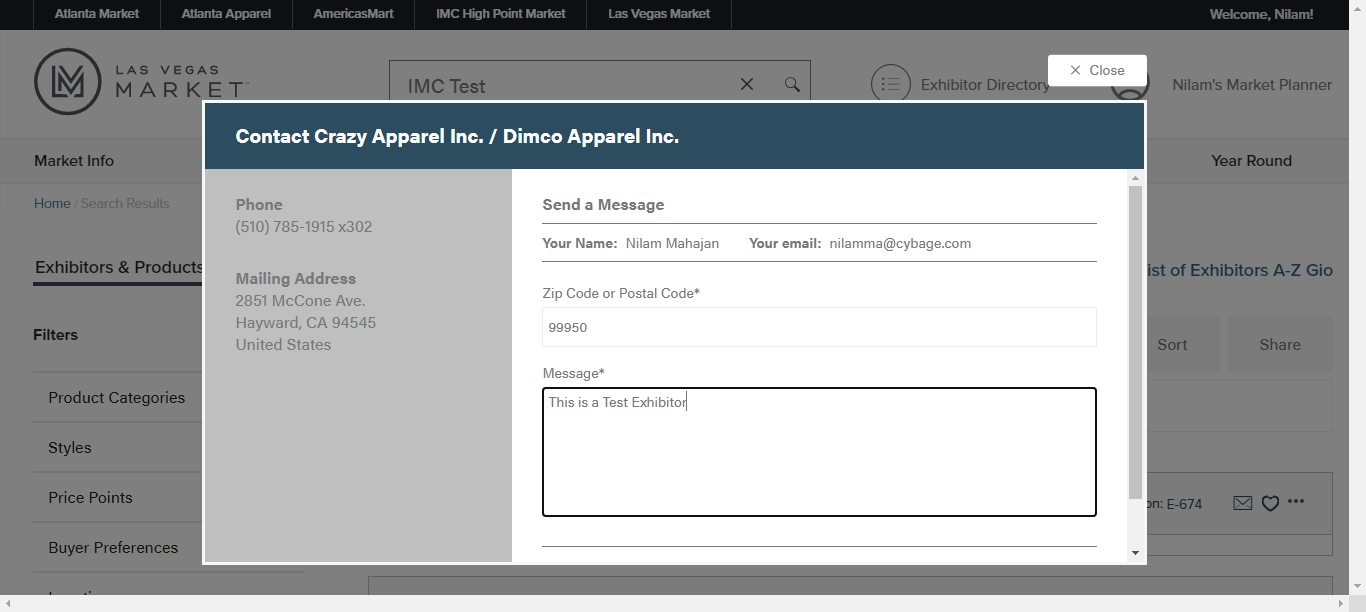 Atlanta Market Atlanta Apparel AmericasMart IMC High Point Market Las Vegas Market Welcome, Nilam!
LAS VEGAS
MARKET
IMC Test
Exhibitor Directory
Close
Nilam's Market Planner
Market Info
Year Round
Home / Search Results
Exhibitors & Products
ist of Exhibitors A-Z Gio
Filters
Sort
Share
Product Categories
Styles
Price Points
Buyer Preferences
on: E-674
Contact Crazy Apparel Inc. / Dimco Apparel Inc.
Phone
(510) 785-1915 x302
Mailing Address
2851 McCone Ave.
Hayward, CA 94545
United States
Send a Message
Your Name: Nilam Mahajan Your email: nilamma@cybage.com
Zip Code or Postal Code*
99950
Message*
This is a Test Exhibitor